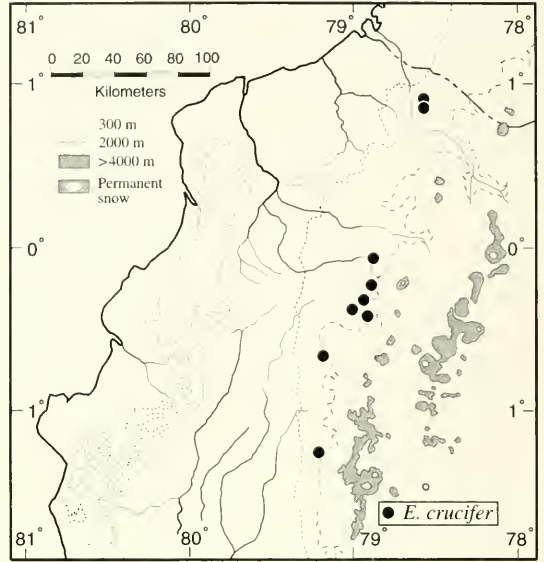 81° 80° 79° 78°
0 20 40 60 80 100
Kilometers
1° 1°
300 m
2000 m
>4000 m
Permanent
snow
0° 0°
1° 1°
E. crucifer
81° 80° 79° 78°